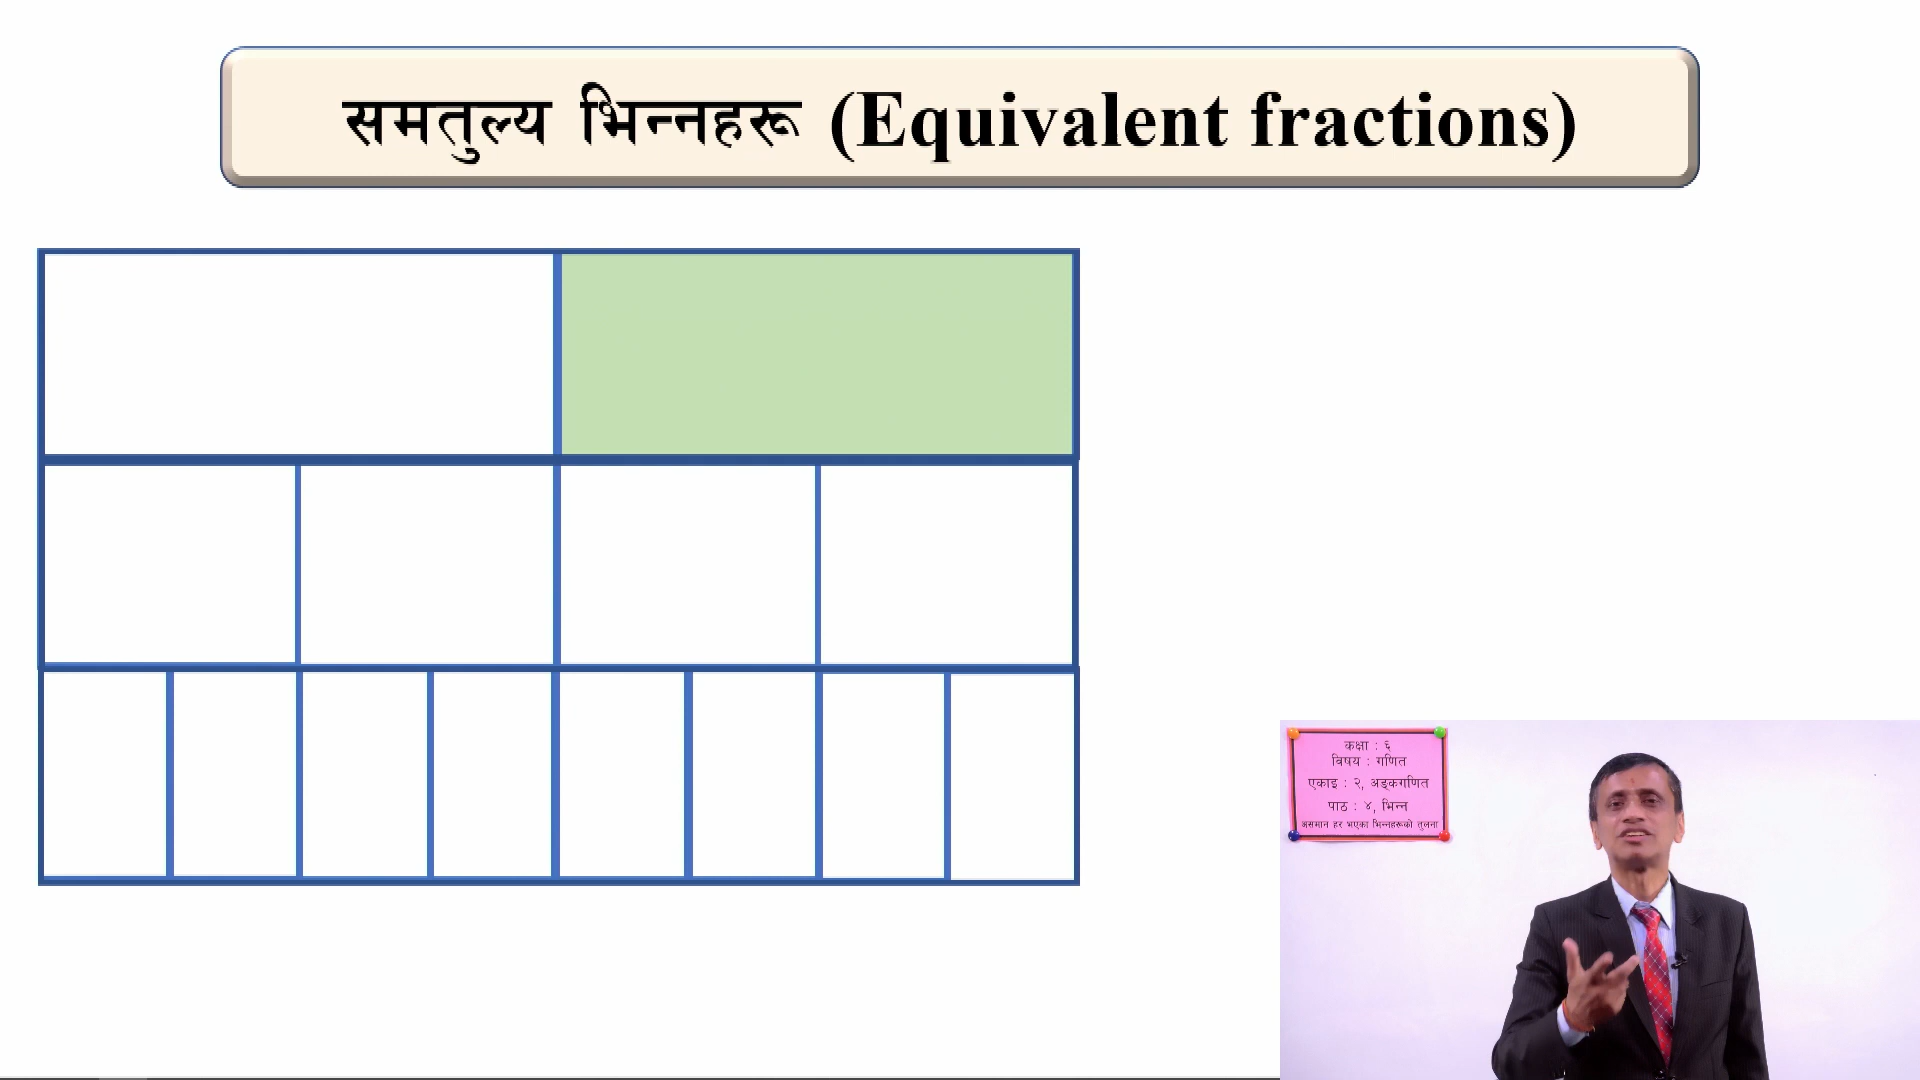 समतुल्य भिन्नहरू (Equivalent fractions)
कक्षा : ६
विषय : गणित
एकाइ : २, अङ्कगणित
पाठ : ४, भिन्न
असमान हर भएका भिन्नहरूको तुलना